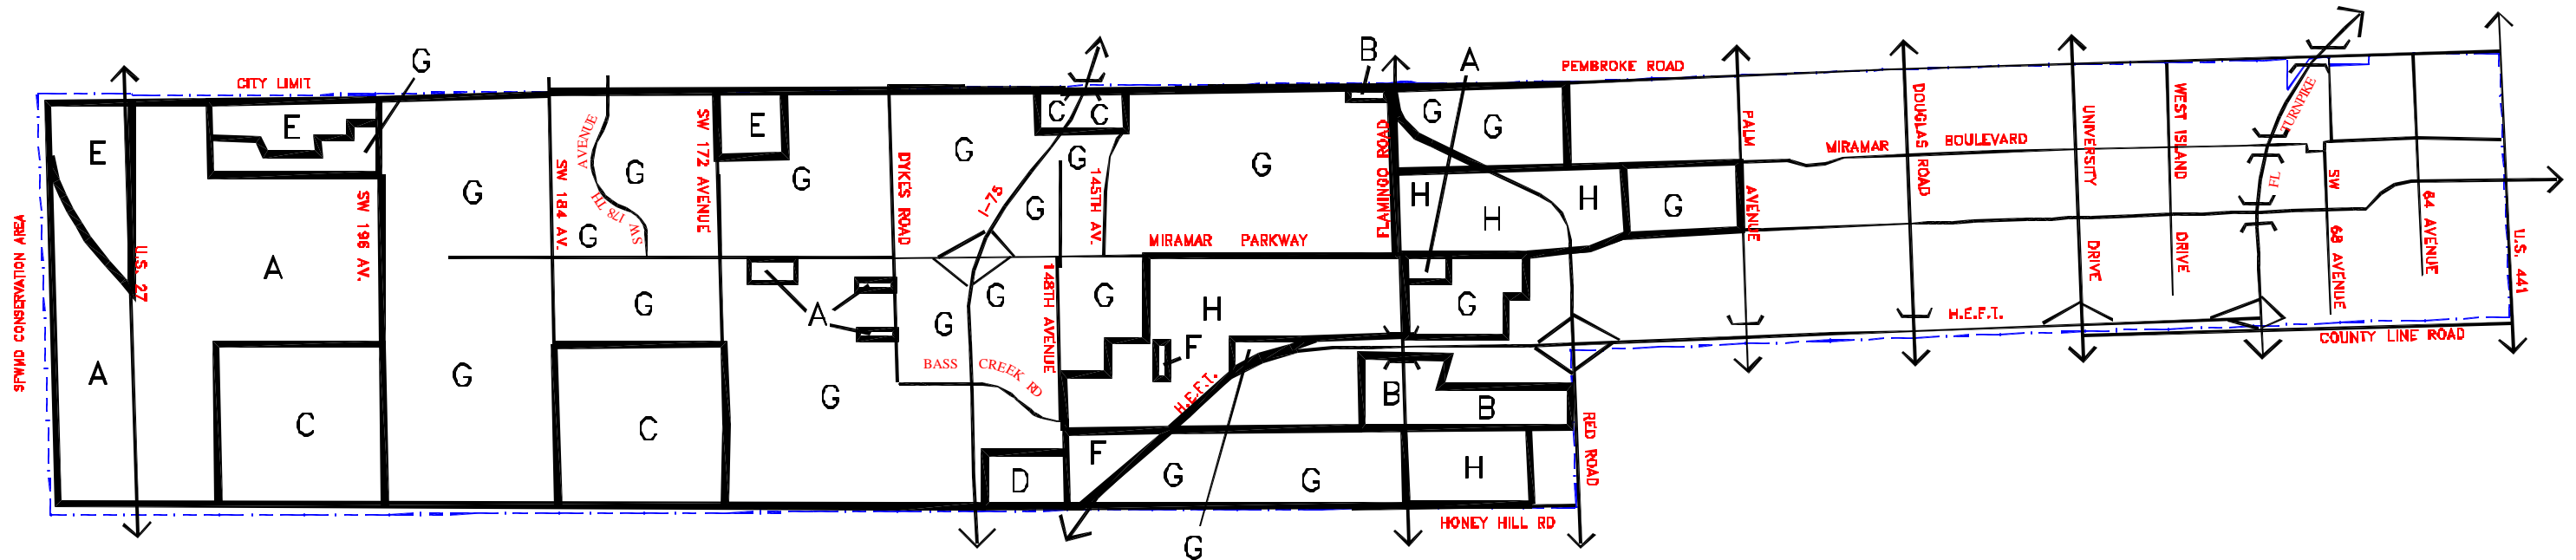 G
B
A
CITY LIMIT
PEMBROKE ROAD
E
E
G
E
G
G
C
C
G
G
G
G
SW 178 TH AVENUE
SW 172 AVENUE
SW 184 AV.
SW 196 AV.
DYKES ROAD
I-75
145TH AV.
FLAMINGO ROAD
MIRAMAR BOULEVARD
PALM AVENUE
DOUGLAS ROAD
UNIVERSITY DRIVE
WEST ISLAND DRIVE
FL TURNPIKE
SW 68 AVENUE
64 AVENUE
U.S. 441
G
G
G
G
H
H
H
G
MIRAMAR PARKWAY
SFWMD CONSERVATION AREA
U.S. 27
A
A
G
A
G
G
G
148TH AVENUE
H
G
F
H.E.F.T.
COUNTY LINE ROAD
G
G
BASS CREEK RD
H.E.F.T.
B
B
C
C
RED ROAD
D
F
G
G
H
HONEY HILL RD
G